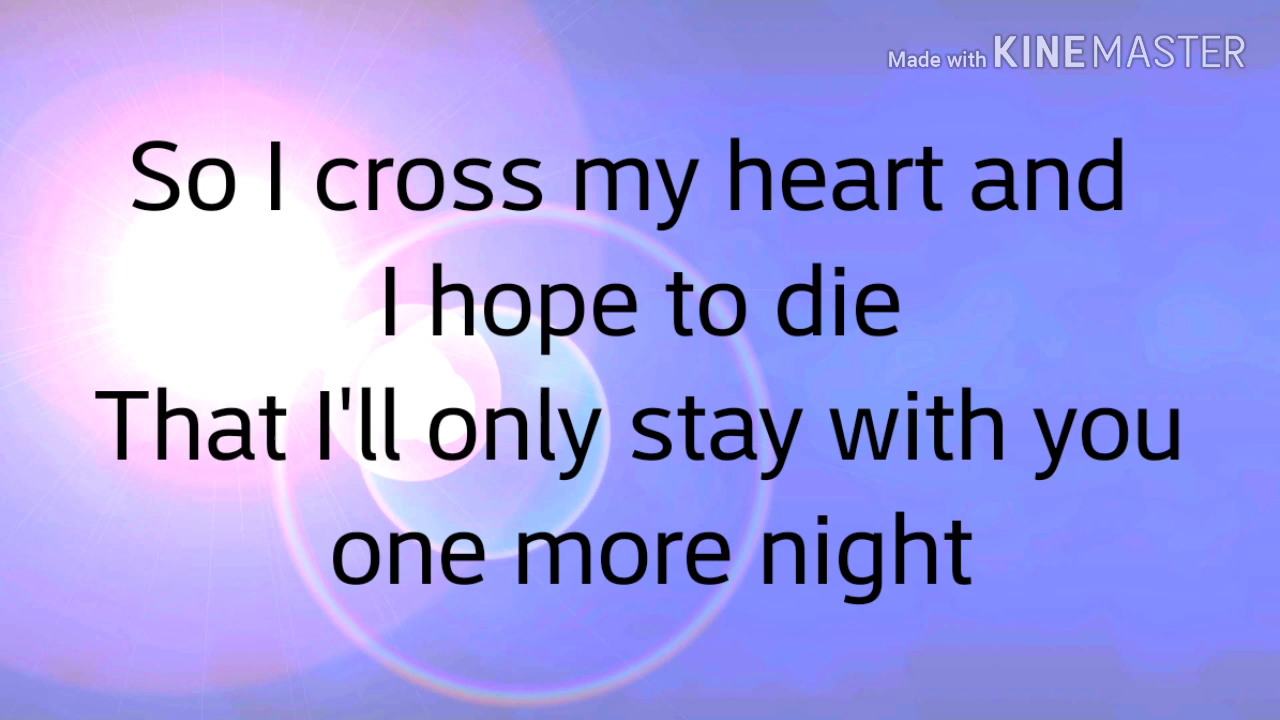 Made with KINEMASTER
So I cross my heart and
I hope to die
That I'll only stay with you
one more night